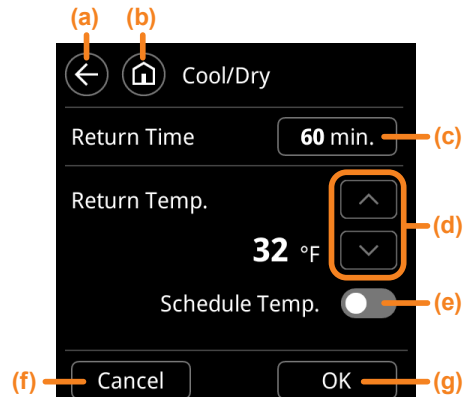 (a) (b)
Cool/Dry
Return Time 60 min. (c)
Return Temp.
(d)
32 °F
Schedule Temp. (e)
(f) Cancel OK (g)